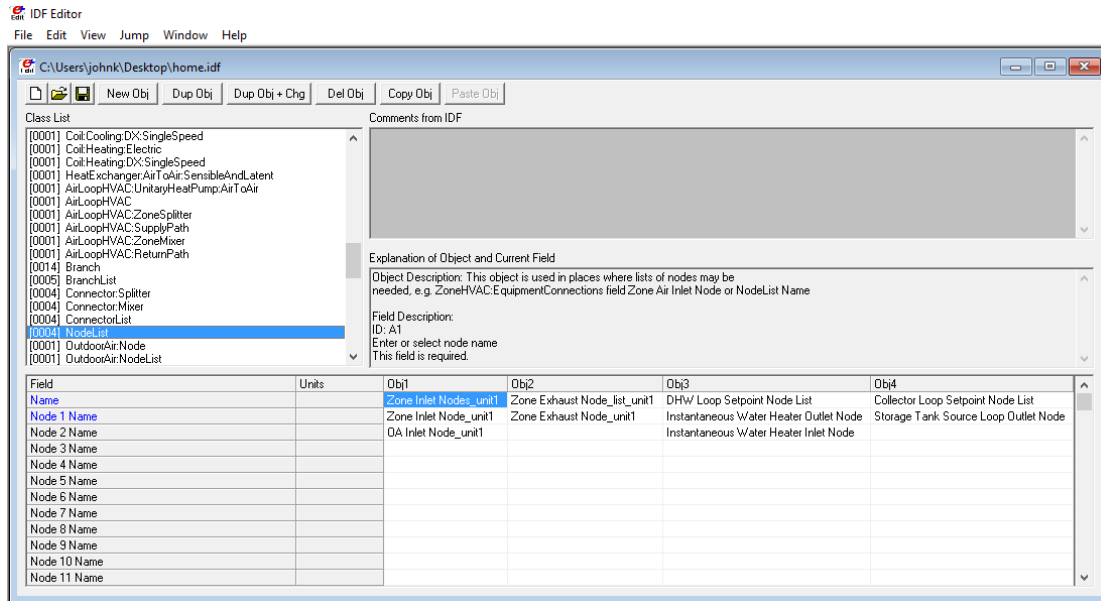 IDF Editor
File Edit View Jump Window Help
C:\Users\johnk\Desktop\home.idf
New Obj Dup Obj Dup Obj + Chg Del Obj Copy Obj Paste Obj
Class List
Comments from IDF
[0001] Coil:Cooling:DX:SingleSpeed
[0001] Coil:Heating:Electric
[0001] Coil:Heating:DX:SingleSpeed
[0001] HeatExchanger:AirToAir:SensibleAndLatent
[0001] AirLoopHVAC:UnitaryHeatPump:AirToAir
[0001] AirLoopHVAC
[0001] AirLoopHVAC:ZoneSplitter
[0001] AirLoopHVAC:SupplyPath
[0001] AirLoopHVAC:ZoneMixer
[0001] AirLoopHVAC:ReturnPath
[0014] Branch
[0005] BranchList
[0004] Connector:Splitter
[0004] Connector:Mixer
[0004] ConnectorList
[0004] NodeList
[0001] OutdoorAir:Node
[0001] OutdoorAir:NodeList
Explanation of Object and Current Field
Object Description: This object is used in places where lists of nodes may be
needed, e.g. ZoneHVAC:EquipmentConnections field Zone Air Inlet Node or NodeList Name
Field Description:
ID: A1
Enter or select node name
This field is required.
Field Units Obj1 Obj2 Obj3 Obj4
Name Zone Inlet Nodes_unit1 Zone Exhaust Node_list_unit1 DHW Loop Setpoint Node List Collector Loop Setpoint Node List
Node 1 Name Zone Inlet Node_unit1 Zone Exhaust Node_unit1 Instantaneous Water Heater Outlet Node Storage Tank Source Loop Outlet Node
Node 2 Name OA Inlet Node_unit1 Instantaneous Water Heater Inlet Node
Node 3 Name
Node 4 Name
Node 5 Name
Node 6 Name
Node 7 Name
Node 8 Name
Node 9 Name
Node 10 Name
Node 11 Name